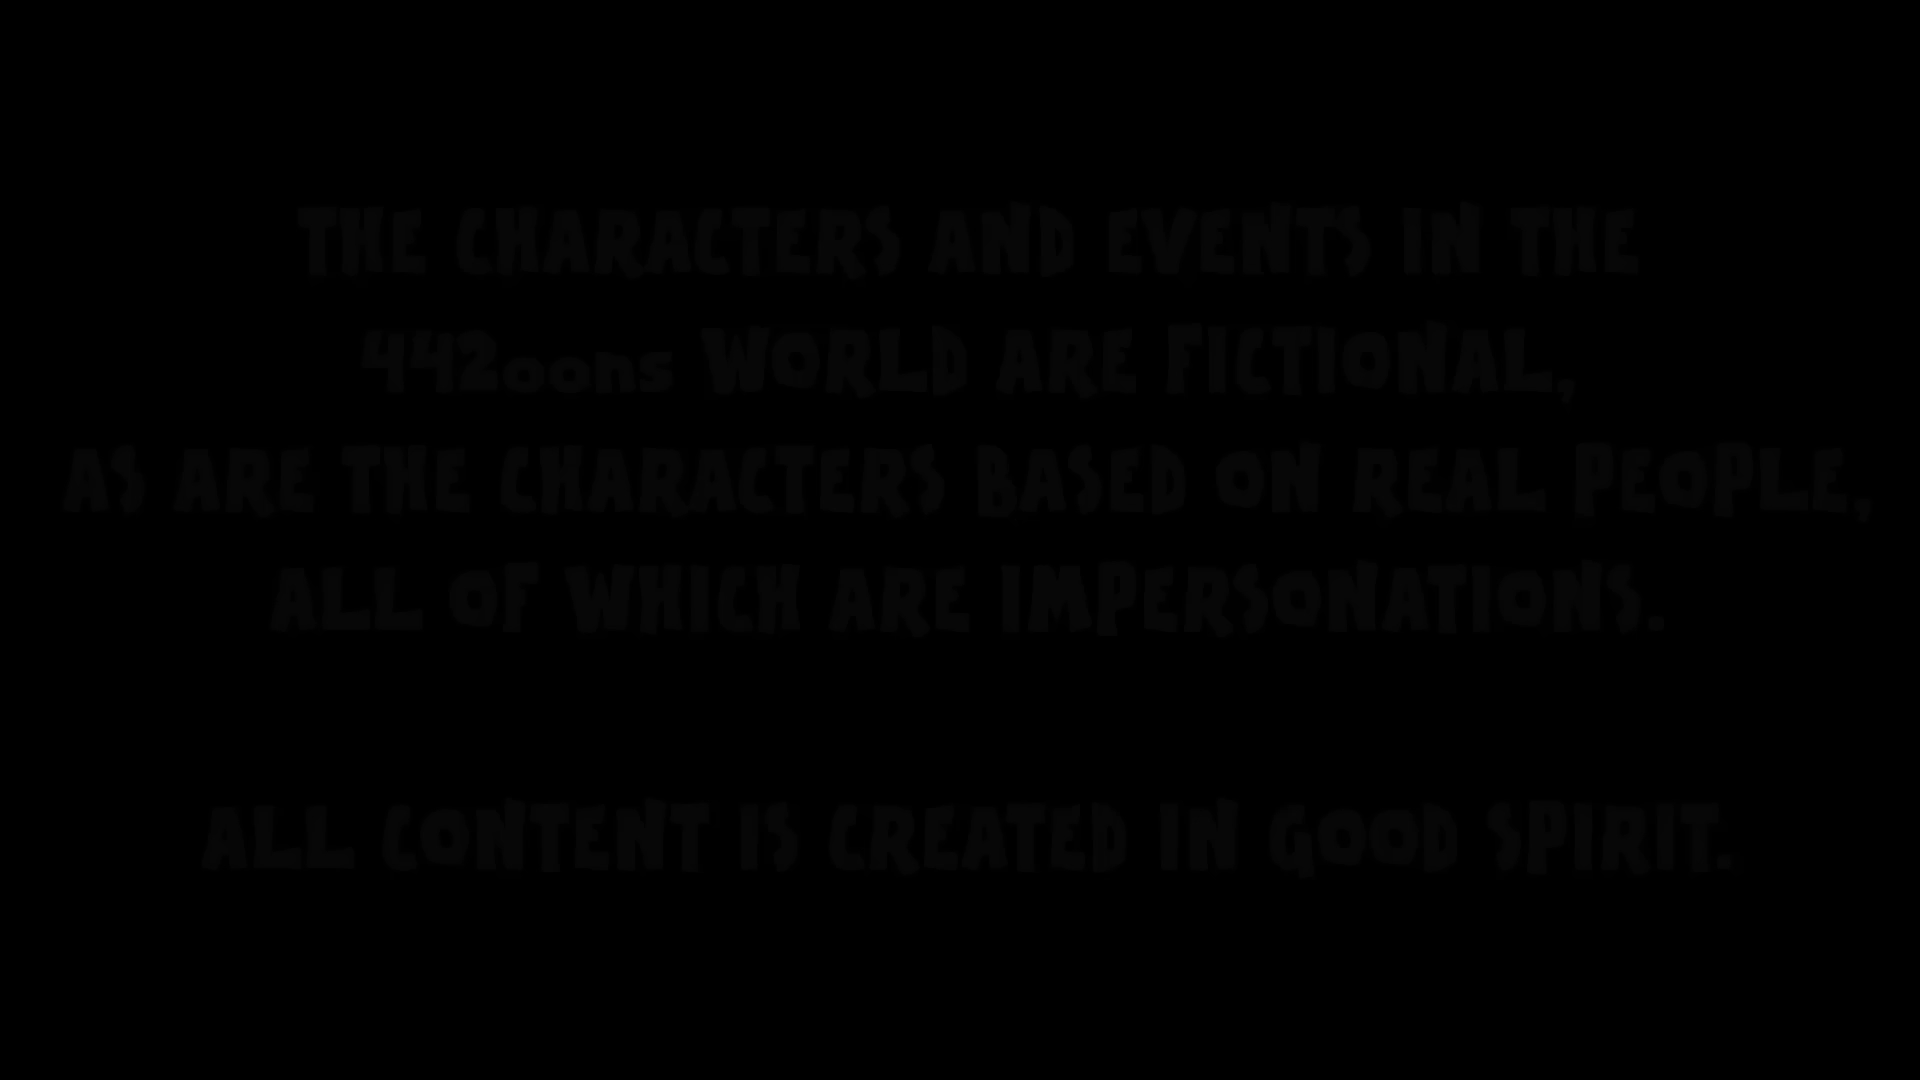 THE CHARACTERS AND EVENTS IN THE
442oons WORLD ARE FICTIONAL,
AS ARE THE CHARACTERS BASED ON REAL PEOPLE,
ALL OF WHICH ARE IMPERSONATIONS.
ALL CONTENT IS CREATED IN GOOD SPIRIT.